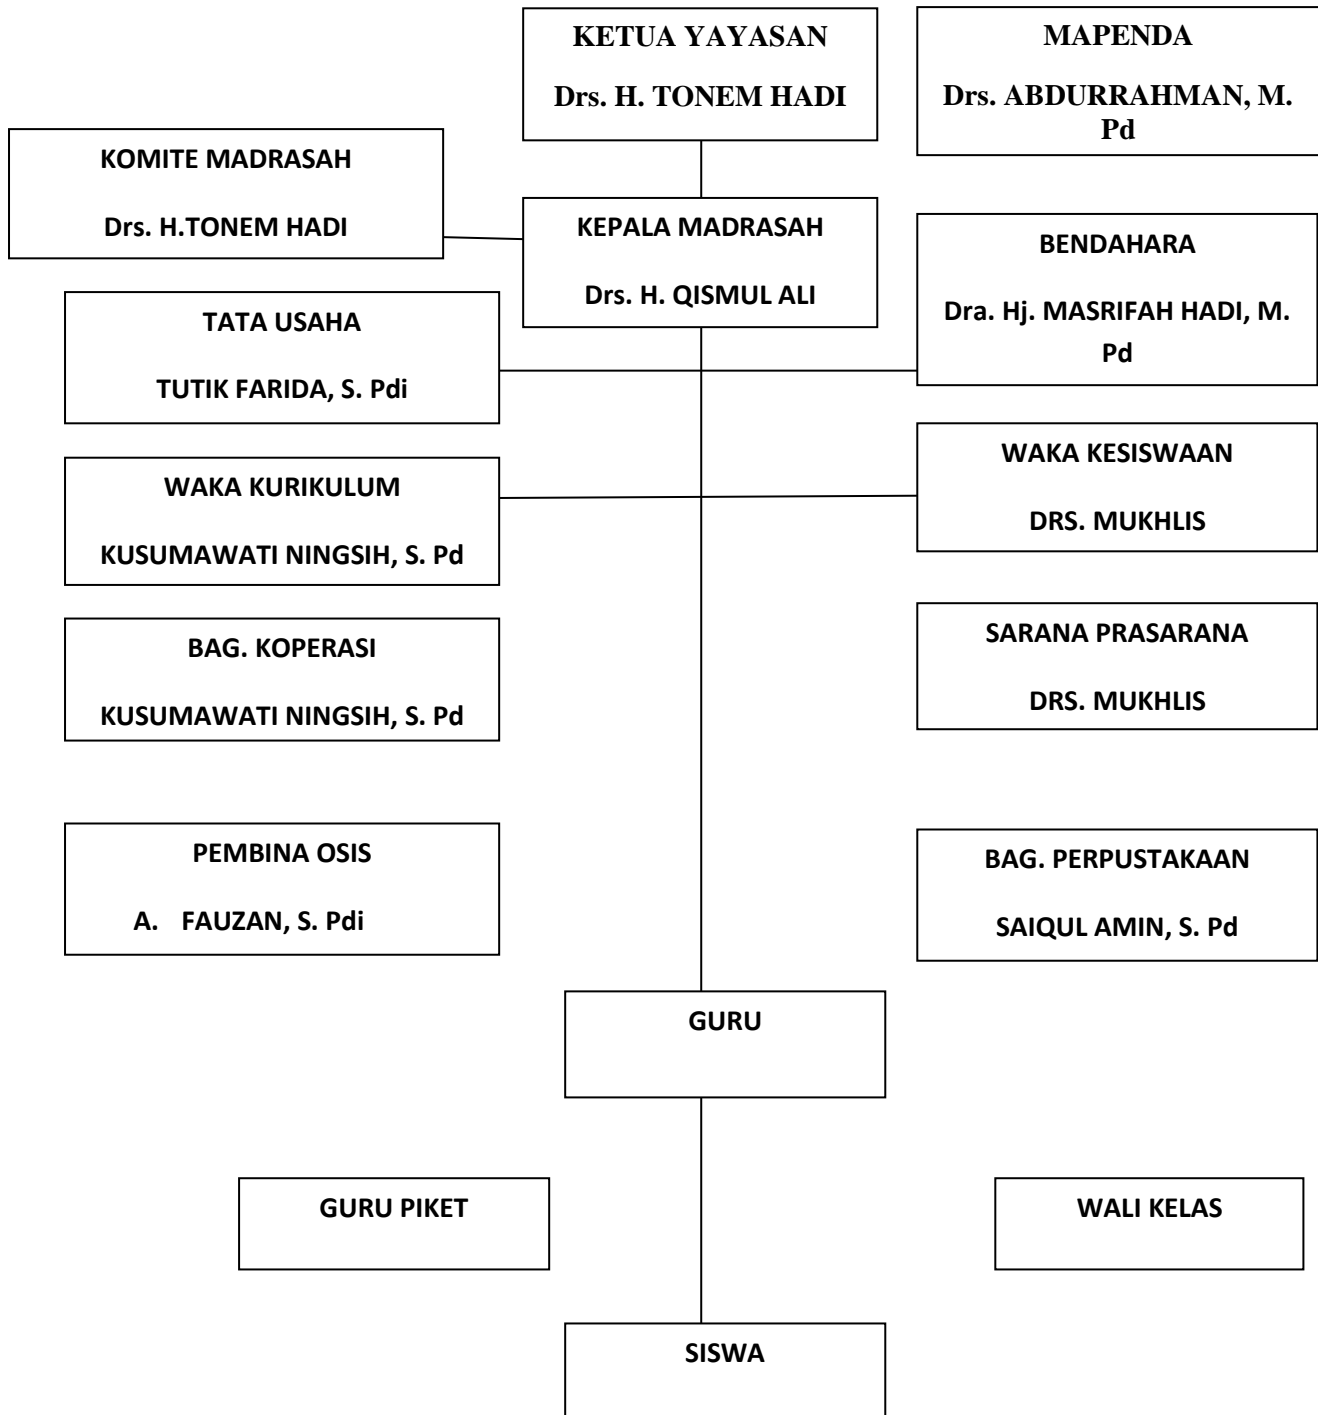 KETUA YAYASAN
Drs. H. TONEM HADI
MAPENDA
Drs. ABDURRAHMAN, M.
Pd
KOMITE MADRASAH
Drs. H.TONEM HADI
KEPALA MADRASAH
Drs. H. QISMUL ALI
BENDAHARA
Dra. Hj. MASRIFAH HADI, M.
Pd
TATA USAHA
TUTIK FARIDA, S. Pdi
WAKA KURIKULUM
KUSUMAWATI NINGSIH, S. Pd
WAKA KESISWAAN
DRS. MUKHLIS
BAG. KOPERASI
KUSUMAWATI NINGSIH, S. Pd
SARANA PRASARANA
DRS. MUKHLIS
PEMBINA OSIS
A. FAUZAN, S. Pdi
BAG. PERPUSTAKAAN
SAIQUL AMIN, S. Pd
GURU
GURU PIKET
WALI KELAS
SISWA